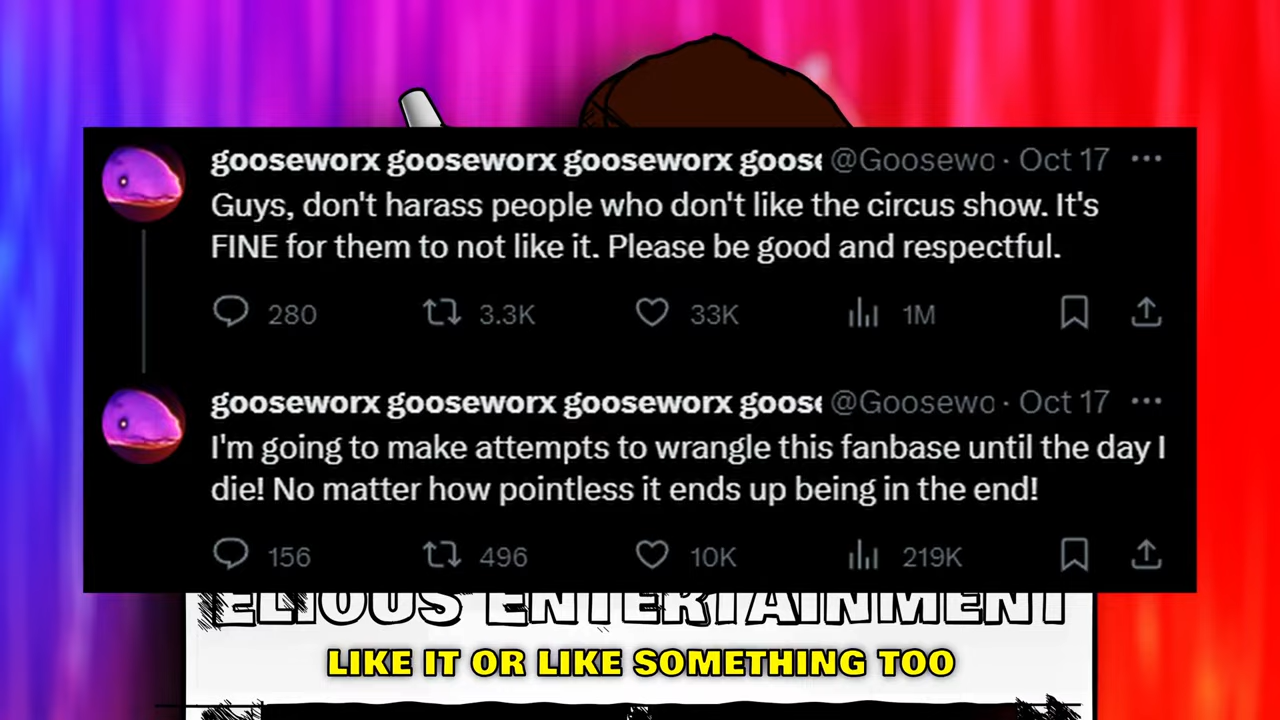 gooseworx gooseworx gooseworx goose @Goosewo · Oct 17 ···
Guys, don't harass people who don't like the circus show. It's
FINE for them to not like it. Please be good and respectful.
280 3.3K 33K 1M
gooseworx gooseworx gooseworx goose @Goosewo · Oct 17 ···
I'm going to make attempts to wrangle this fanbase until the day I
die! No matter how pointless it ends up being in the end!
156 496 10K 219K
ELIOUS ENTERTAINMENT
LIKE IT OR LIKE SOMETHING TOO